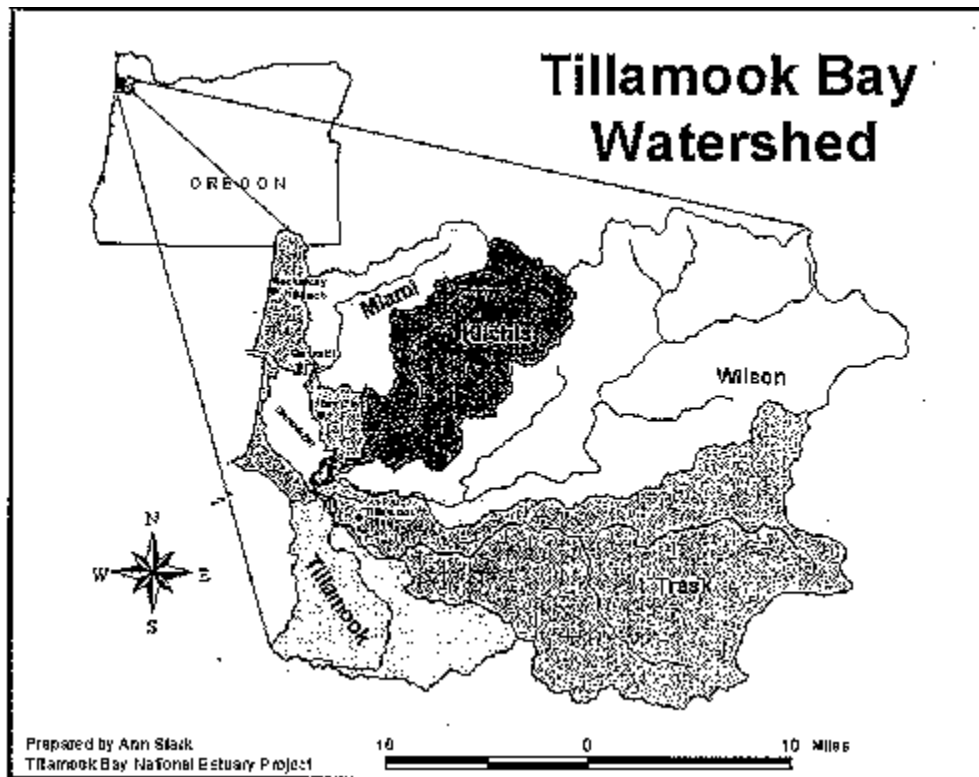 Tillamook Bay
Watershed
OREGON
Miami
Kilchis
Wilson
Trask
Tillamook
N
W E
S
Prepared by Ann Slack
Tillamook Bay National Estuary Project
10 0 10 Miles